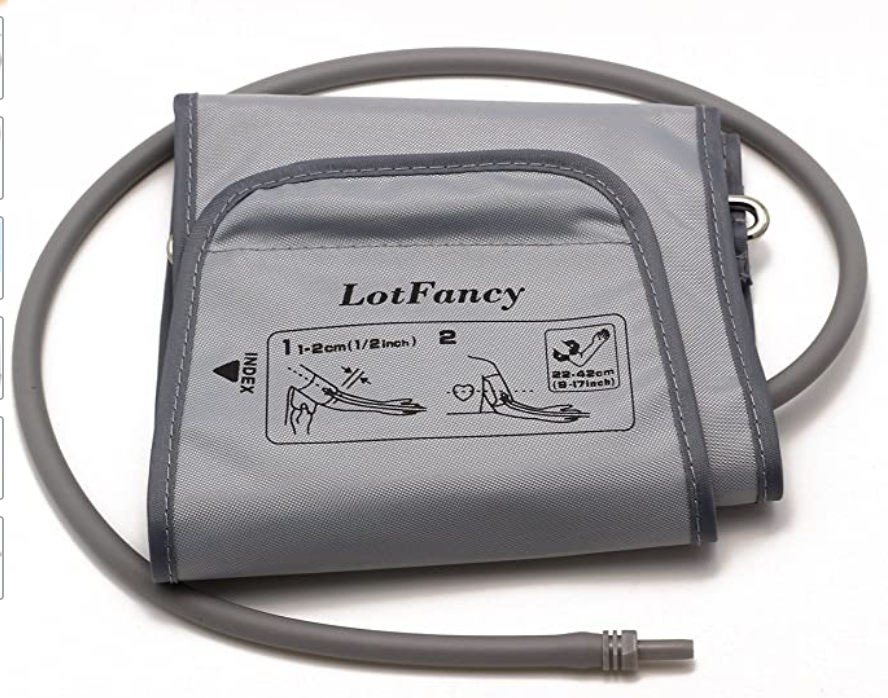 LotFancy
INDEX
1 1-2cm(1/2inch)
2
22-42cm
(9-17inch)